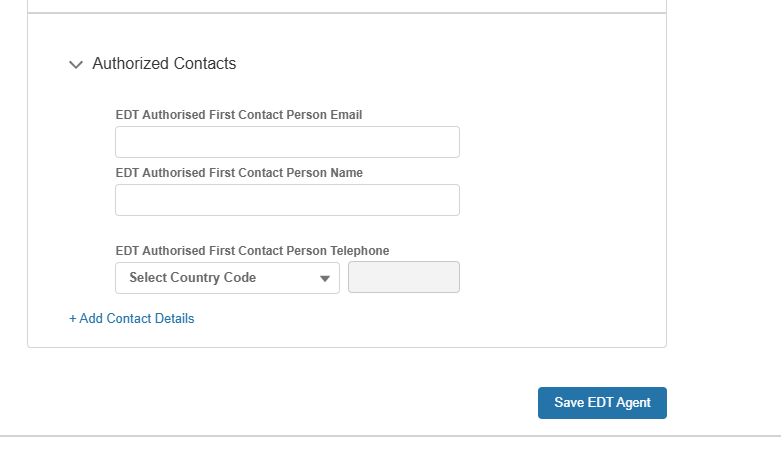 Authorized Contacts
EDT Authorised First Contact Person Email
EDT Authorised First Contact Person Name
EDT Authorised First Contact Person Telephone
Select Country Code
+ Add Contact Details
Save EDT Agent